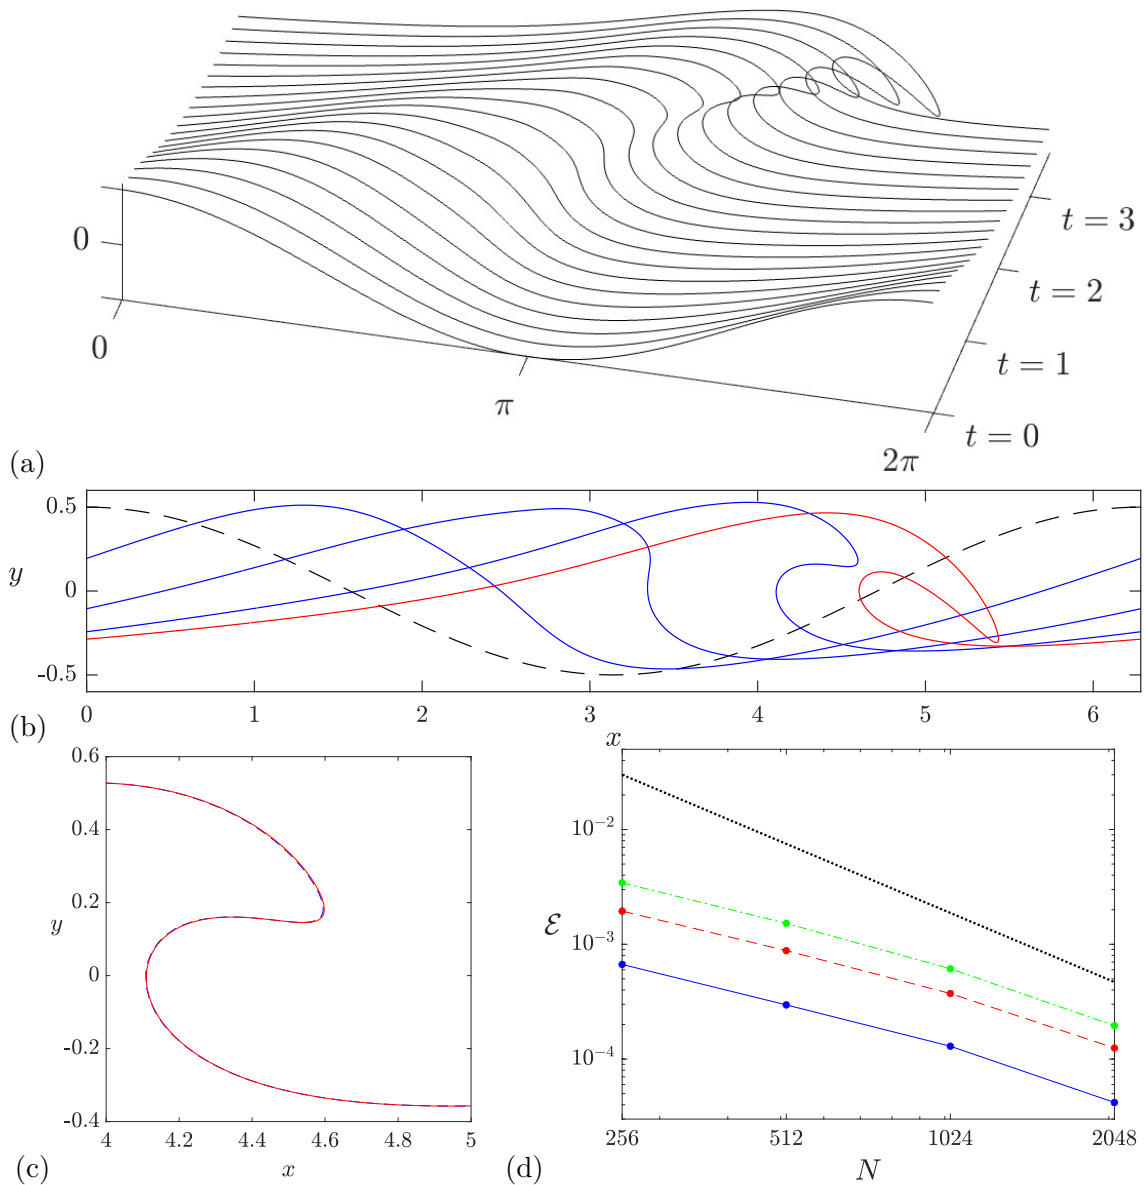 0
0
π
2π
t = 0
t = 1
t = 2
t = 3
(a)
y
0.5
0
-0.5
0 1 2 3 4 5 6
x
(b)
y
0.6
0.4
0.2
0
-0.2
-0.4
4 4.2 4.4 4.6 4.8 5
x
(c)
ℰ
10⁻²
10⁻³
10⁻⁴
256 512 1024 2048
N
(d)